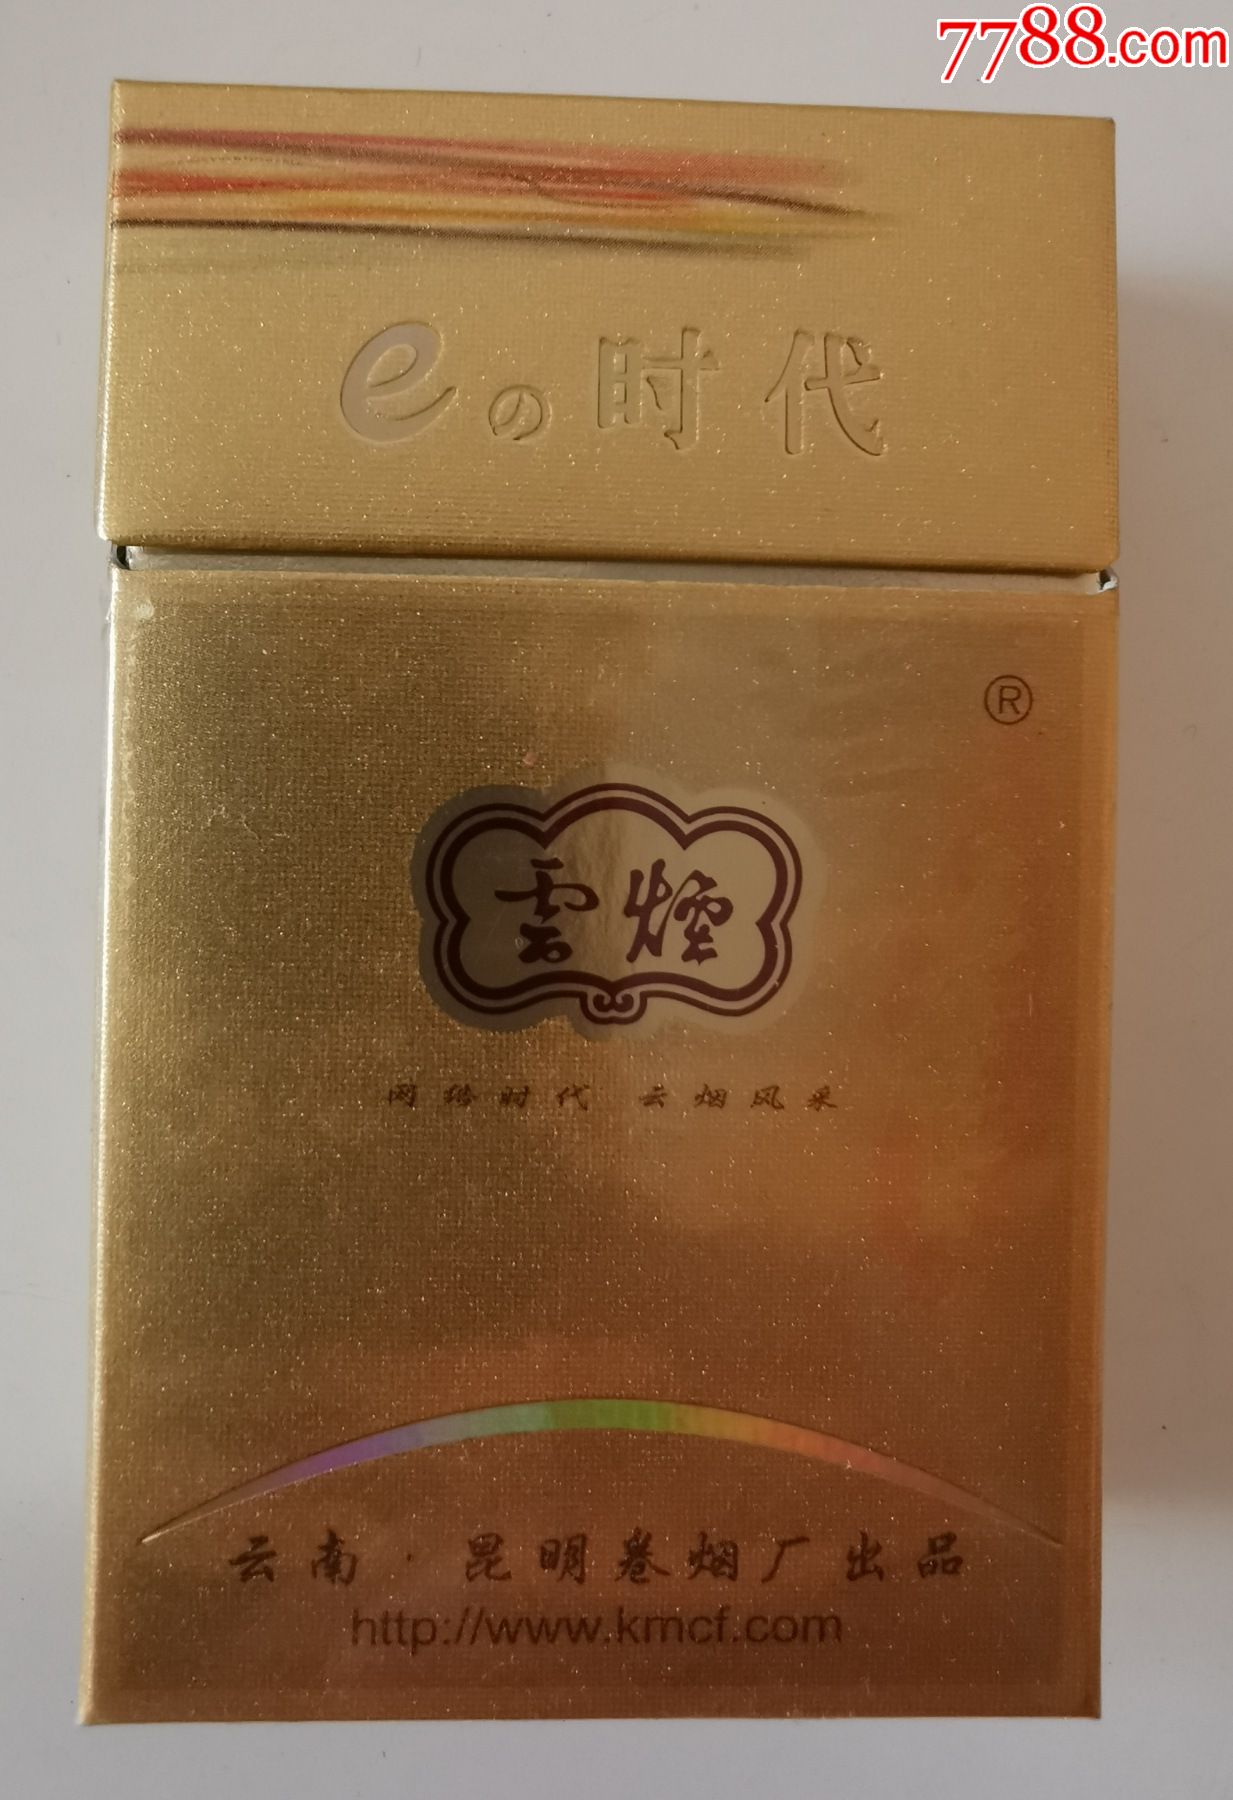 7788.com
eの时代
®
雲煙
网络时代 云烟风采
云南·昆明卷烟厂出品
http://www.kmcf.com